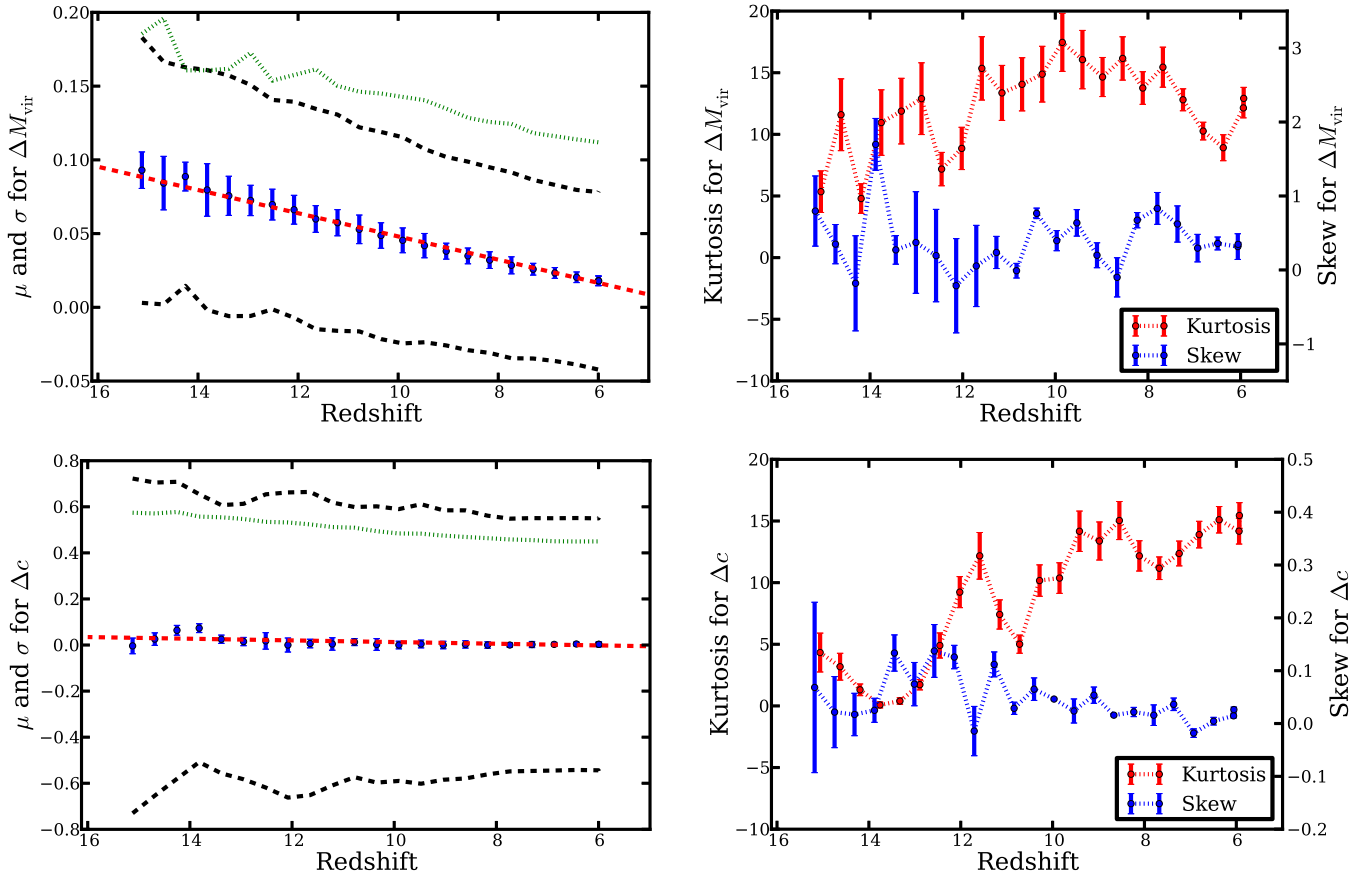 0.20
0.15
0.10
0.05
0.00
−0.05
μ and σ for ΔM_vir
16 14 12 10 8 6
Redshift
20
15
10
5
0
−5
−10
Kurtosis for ΔM_vir
3
2
1
0
−1
Skew for ΔM_vir
Kurtosis
Skew
16 14 12 10 8 6
Redshift
0.8
0.6
0.4
0.2
0.0
−0.2
−0.4
−0.6
−0.8
μ and σ for Δc
16 14 12 10 8 6
Redshift
20
15
10
5
0
−5
−10
Kurtosis for Δc
0.5
0.4
0.3
0.2
0.1
0.0
−0.1
−0.2
Skew for Δc
Kurtosis
Skew
16 14 12 10 8 6
Redshift